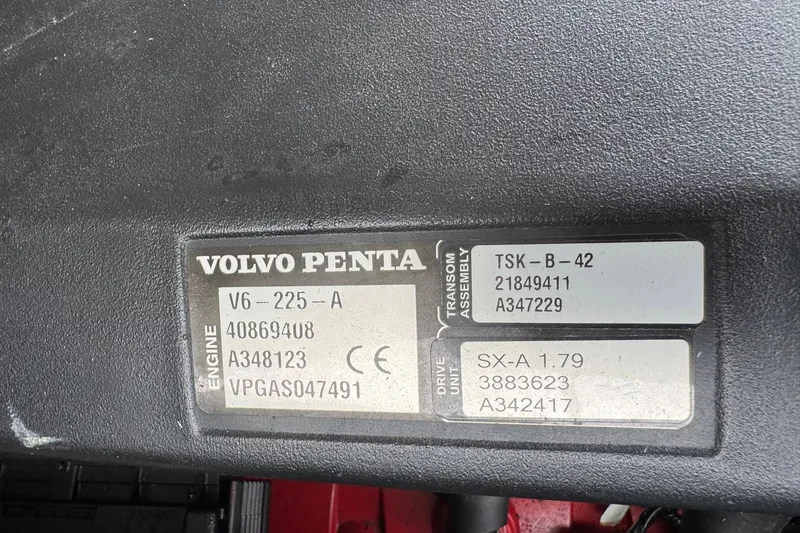 VOLVO PENTA
ENGINE
V6-225-A
40869408
A348123
CE
VPGAS047491
TRANSOM
ASSEMBLY
TSK-B-42
21849411
A347229
DRIVE
UNIT
SX-A 1.79
3883623
A342417